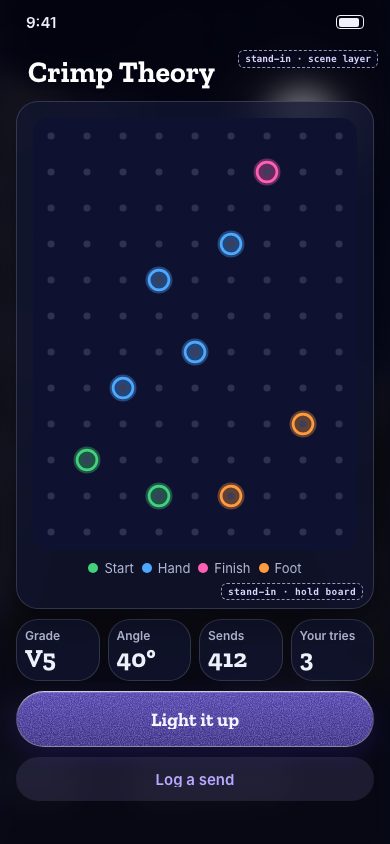 9:41
stand-in · scene layer
Crimp Theory
Start Hand Finish Foot
stand-in · hold board
Grade Angle Sends Your tries
V5 40° 412 3
Light it up
Log a send